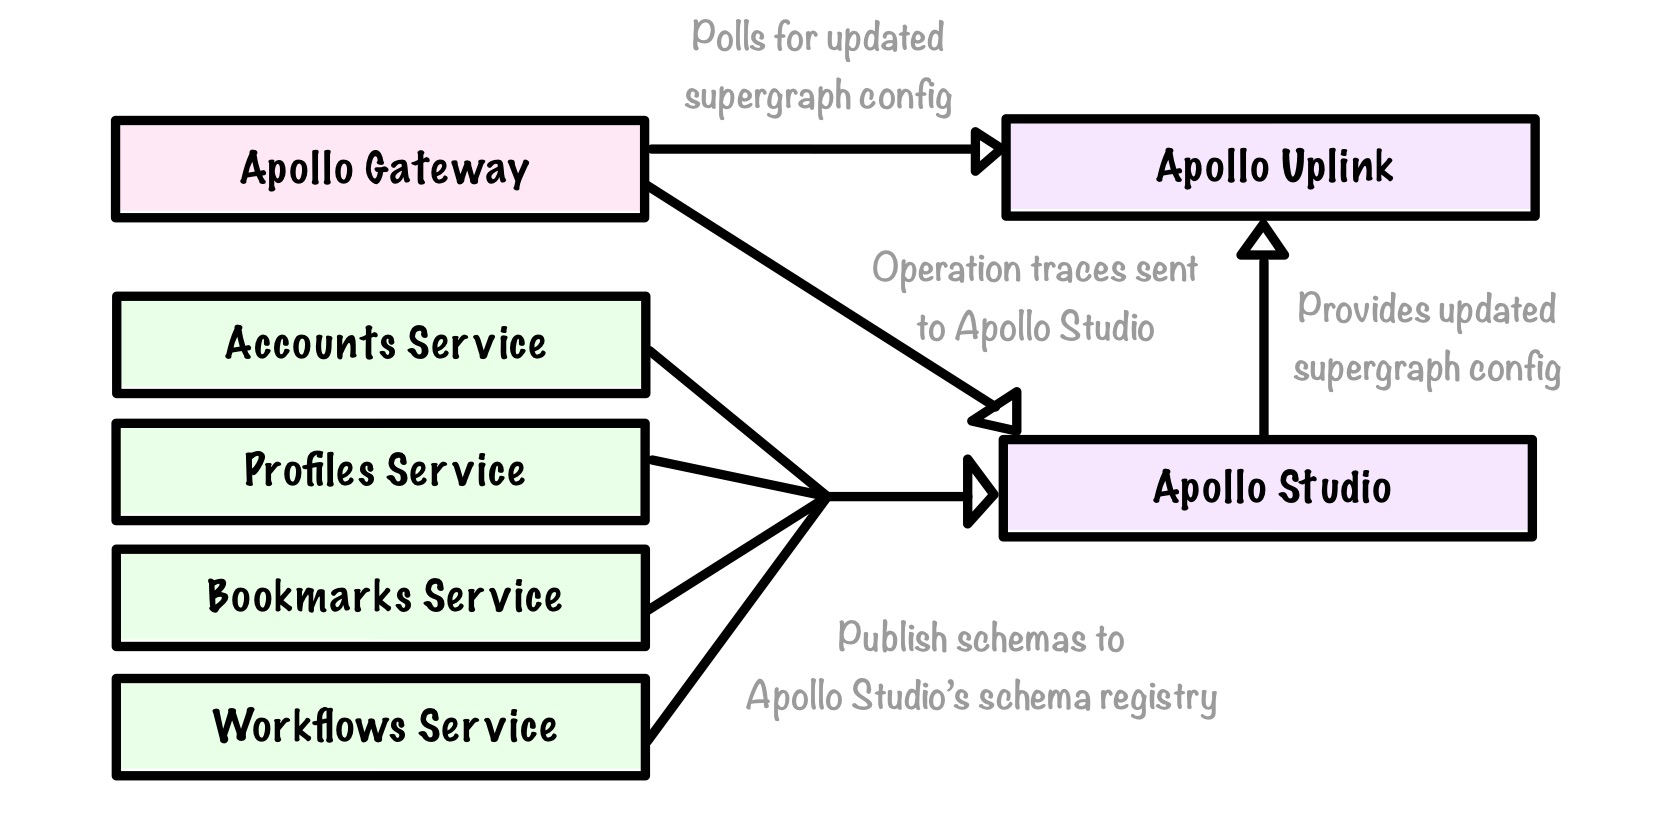 Polls for updated
supergraph config
Apollo Gateway
Apollo Uplink
Operation traces sent
to Apollo Studio
Provides updated
supergraph config
Accounts Service
Profiles Service
Apollo Studio
Bookmarks Service
Publish schemas to
Apollo Studio's schema registry
Workflows Service